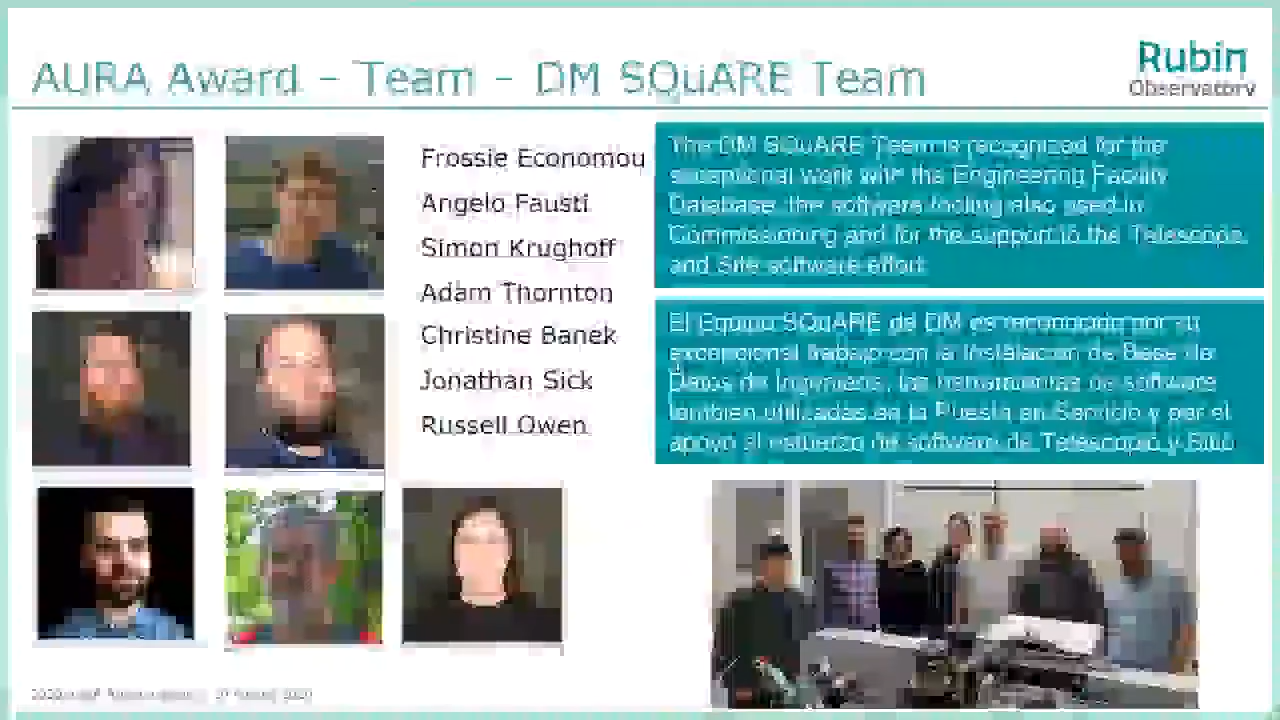 AURA Award – Team – DM SQuARE Team
Rubin
Observatory
Frossie Economou
Angelo Fausti
Simon Krughoff
Adam Thornton
Christine Banek
Jonathan Sick
Russell Owen
The DM SQuARE Team is recognized for the
exceptional work with the Engineering Facility
Database, the software tooling also used in
Commissioning and for the support to the Telescope
and Site software effort
El Equipo SQuARE de DM es reconocido por su
excepcional trabajo con la Instalacion de Base de
Datos de Ingenieria, las herramientas de software
tambien utilizadas en la Puesta en Servicio y por el
apoyo al esfuerzo de software de Telescopio y Sitio